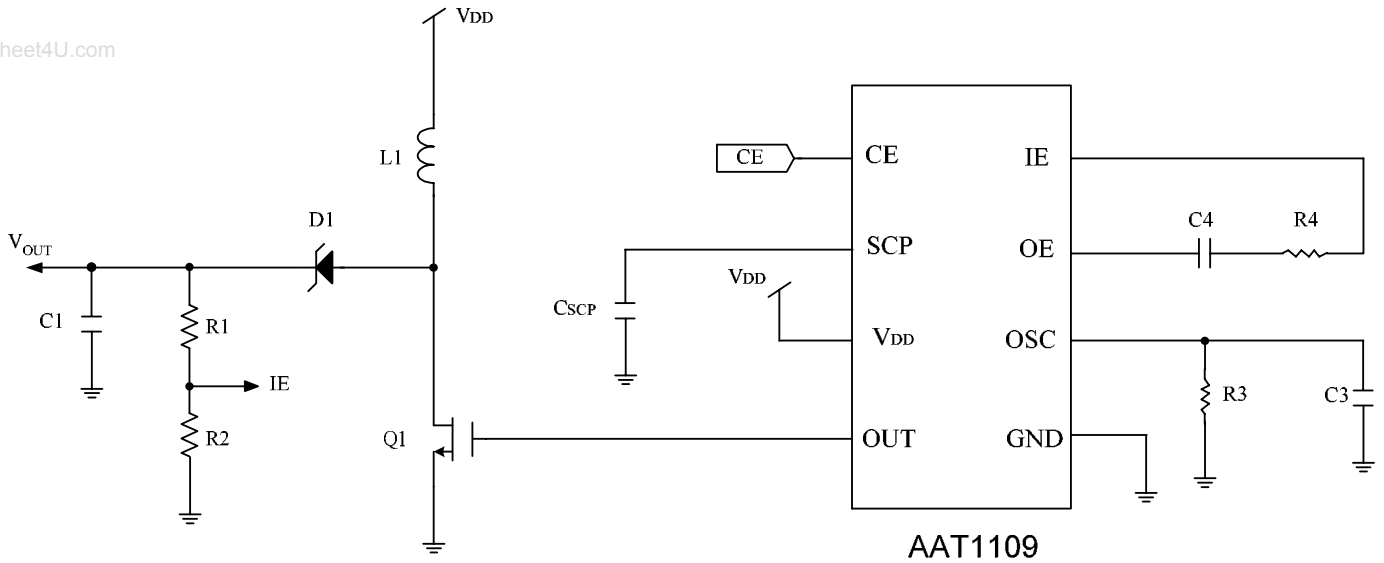 VDD
heet4U.com
L1
CE
CE
IE
D1
C4
R4
VOUT
SCP
OE
VDD
CSCP
C1
R1
VDD
OSC
IE
R3
C3
R2
Q1
OUT
GND
AAT1109